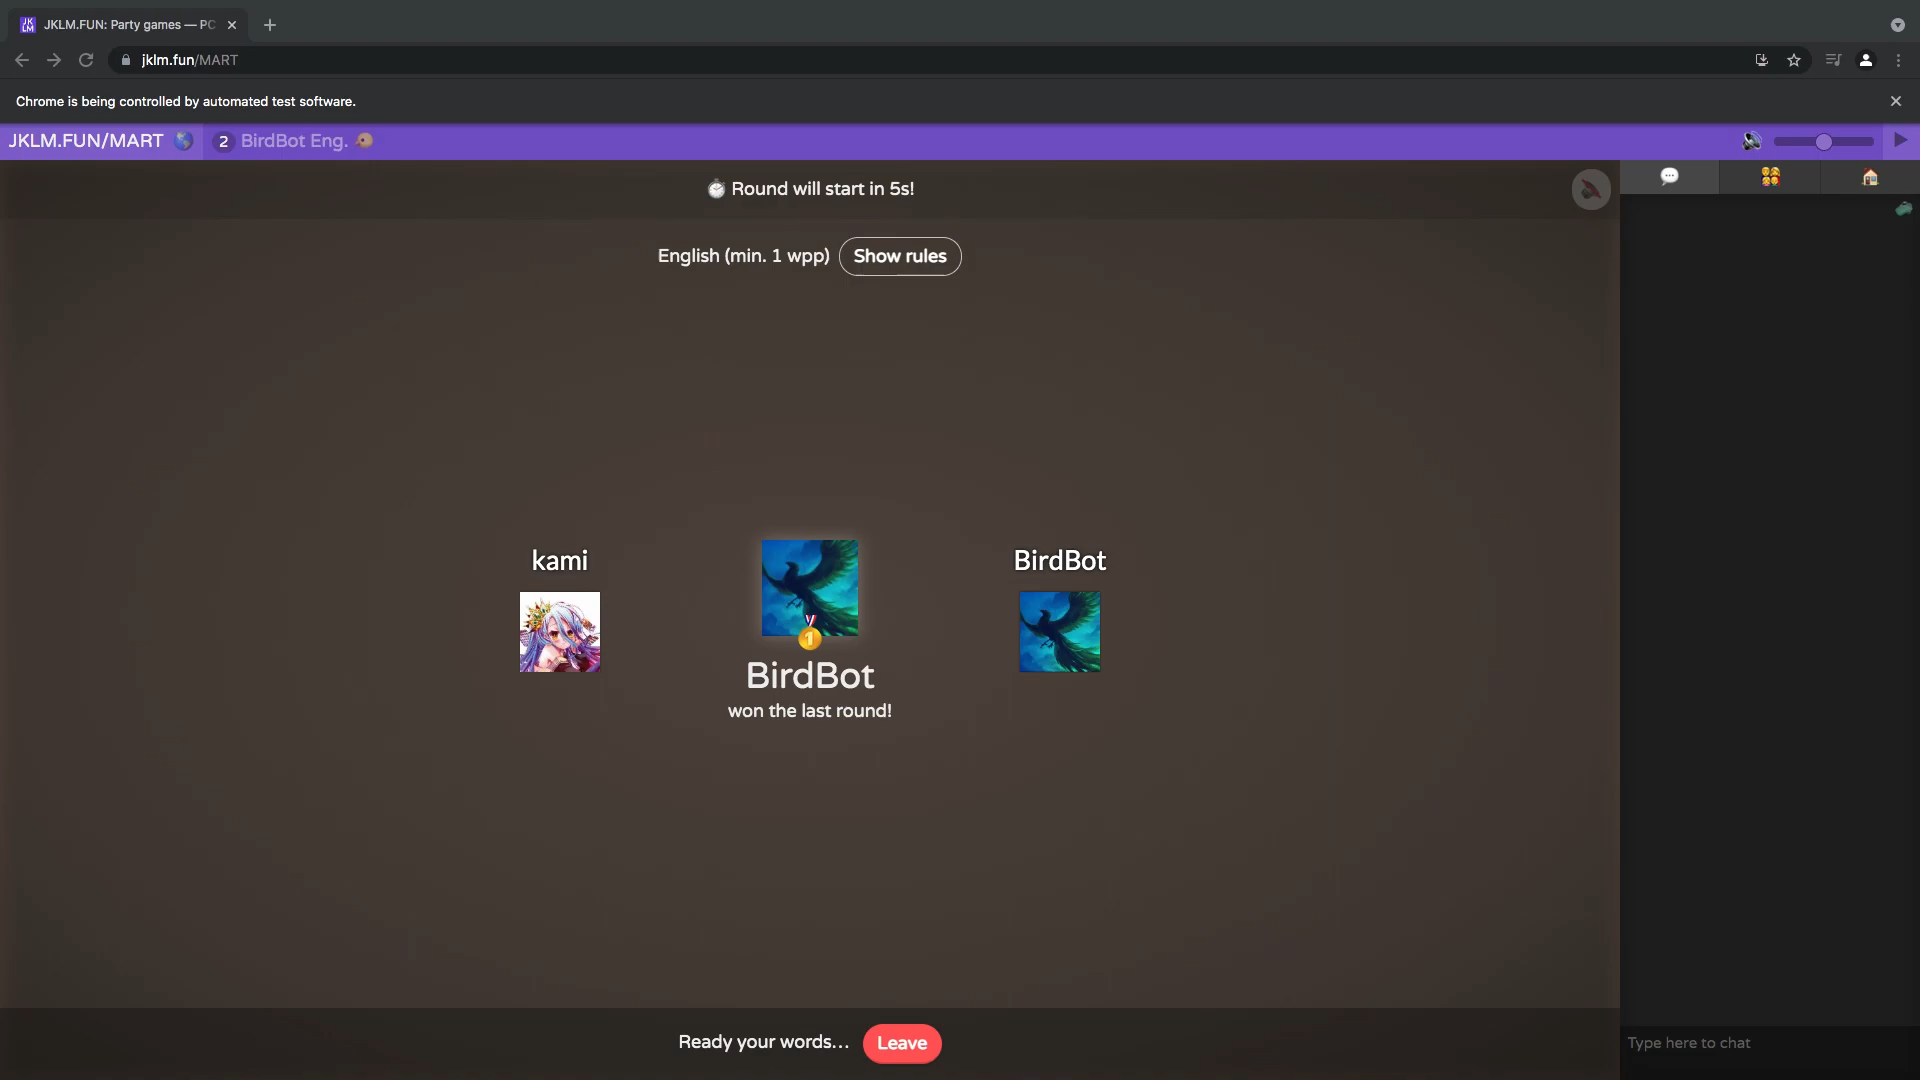 JKLM.FUN: Party games — PC
jklm.fun/MART
Chrome is being controlled by automated test software.
JKLM.FUN/MART
2 BirdBot Eng.
Round will start in 5s!
English (min. 1 wpp) Show rules
kami
BirdBot
1
BirdBot
won the last round!
Ready your words... Leave
Type here to chat